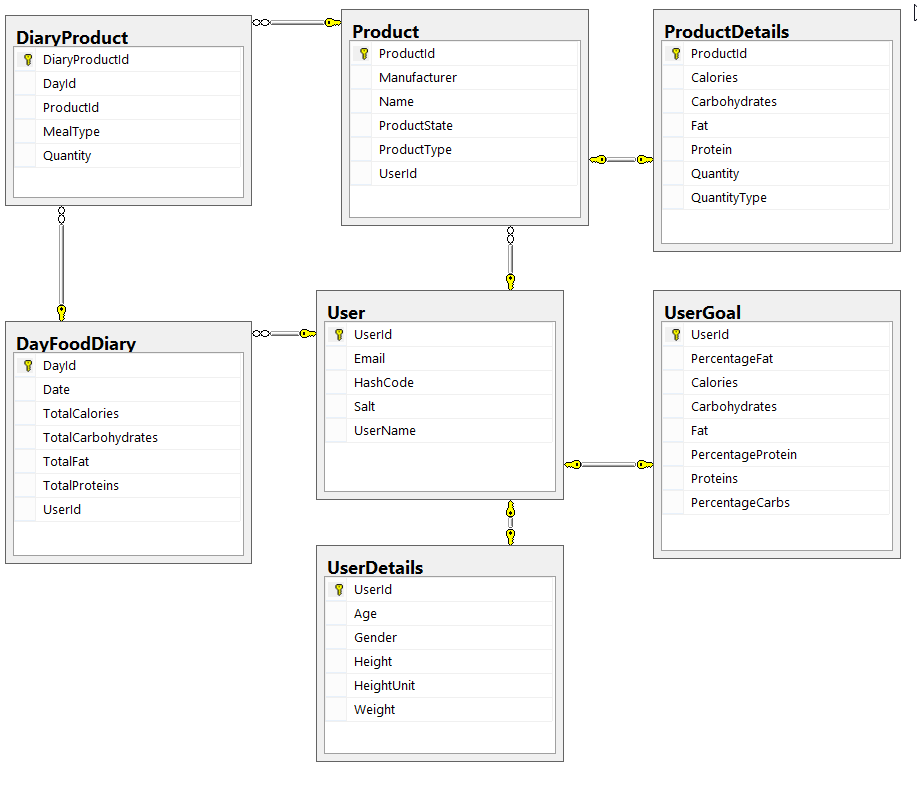 DiaryProduct
DiaryProductId
DayId
ProductId
MealType
Quantity
Product
ProductId
Manufacturer
Name
ProductState
ProductType
UserId
ProductDetails
ProductId
Calories
Carbohydrates
Fat
Protein
Quantity
QuantityType
DayFoodDiary
DayId
Date
TotalCalories
TotalCarbohydrates
TotalFat
TotalProteins
UserId
User
UserId
Email
HashCode
Salt
UserName
UserGoal
UserId
PercentageFat
Calories
Carbohydrates
Fat
PercentageProtein
Proteins
PercentageCarbs
UserDetails
UserId
Age
Gender
Height
HeightUnit
Weight